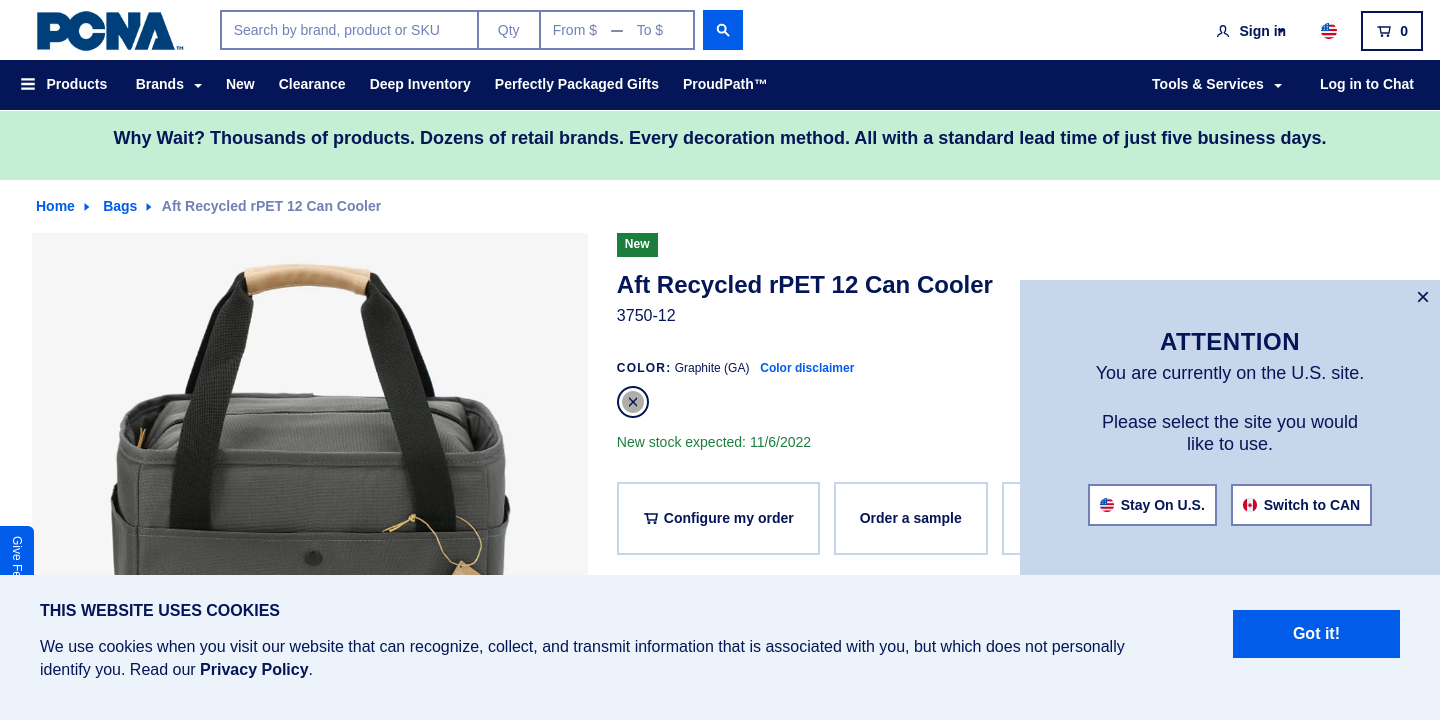 PCNA™
Search by brand, product or SKU
Qty
From $ — To $
Sign in
0
Products
Brands
New
Clearance
Deep Inventory
Perfectly Packaged Gifts
ProudPath™
Tools & Services
Log in to Chat
Why Wait? Thousands of products. Dozens of retail brands. Every decoration method. All with a standard lead time of just five business days.
Home
Bags
Aft Recycled rPET 12 Can Cooler
New
Aft Recycled rPET 12 Can Cooler
3750-12
COLOR: Graphite (GA) Color disclaimer
New stock expected: 11/6/2022
Configure my order
Order a sample
×
ATTENTION
You are currently on the U.S. site.
Please select the site you would
like to use.
Stay On U.S.
Switch to CAN
Give
THIS WEBSITE USES COOKIES
We use cookies when you visit our website that can recognize, collect, and transmit information that is associated with you, but which does not personally
identify you. Read our Privacy Policy.
Got it!